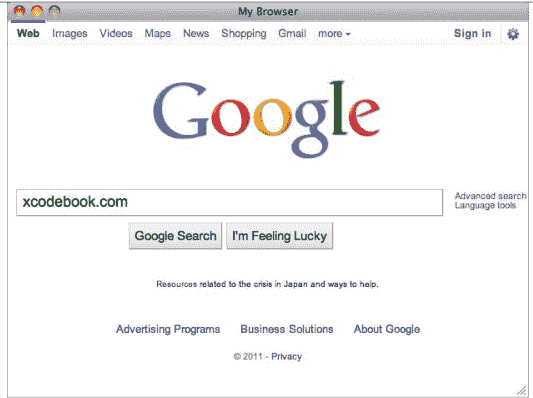 My Browser
Web Images Videos Maps News Shopping Gmail more Sign in
Google
xcodebook.com
Advanced search
Language tools
Google Search I'm Feeling Lucky
Resources related to the crisis in Japan and ways to help.
Advertising Programs Business Solutions About Google
© 2011 - Privacy